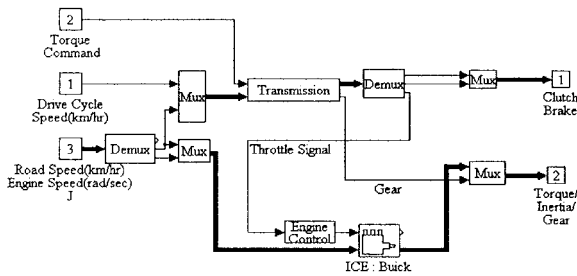 2
Torque
Command
1
Drive Cycle
Speed(km/hr)
3
Road Speed(km/hr)
Engine Speed(rad/sec)
J
Demux
Mux
Mux
Transmission
Demux
Mux
1
Clutch
Brake
Throttle Signal
Gear
Mux
2
Torque/
Inertia/
Gear
Engine
Control
ICE : Buick